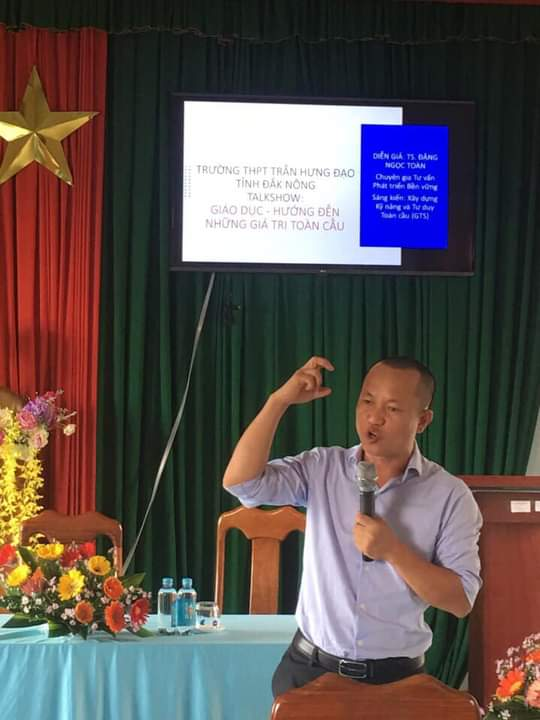 TRƯỜNG THPT TRẦN HƯNG ĐẠO
TỈNH ĐĂK NÔNG
TALKSHOW:
GIÁO DỤC - HƯỚNG ĐẾN
NHỮNG GIÁ TRỊ TOÀN CẦU
DIỄN GIẢ: TS. ĐẶNG
NGỌC TOÀN
Chuyên gia Tư vấn
Phát triển Bền vững
Sáng kiến: Xây dựng
Kỹ năng và Tư duy
Toàn cầu (GTS)